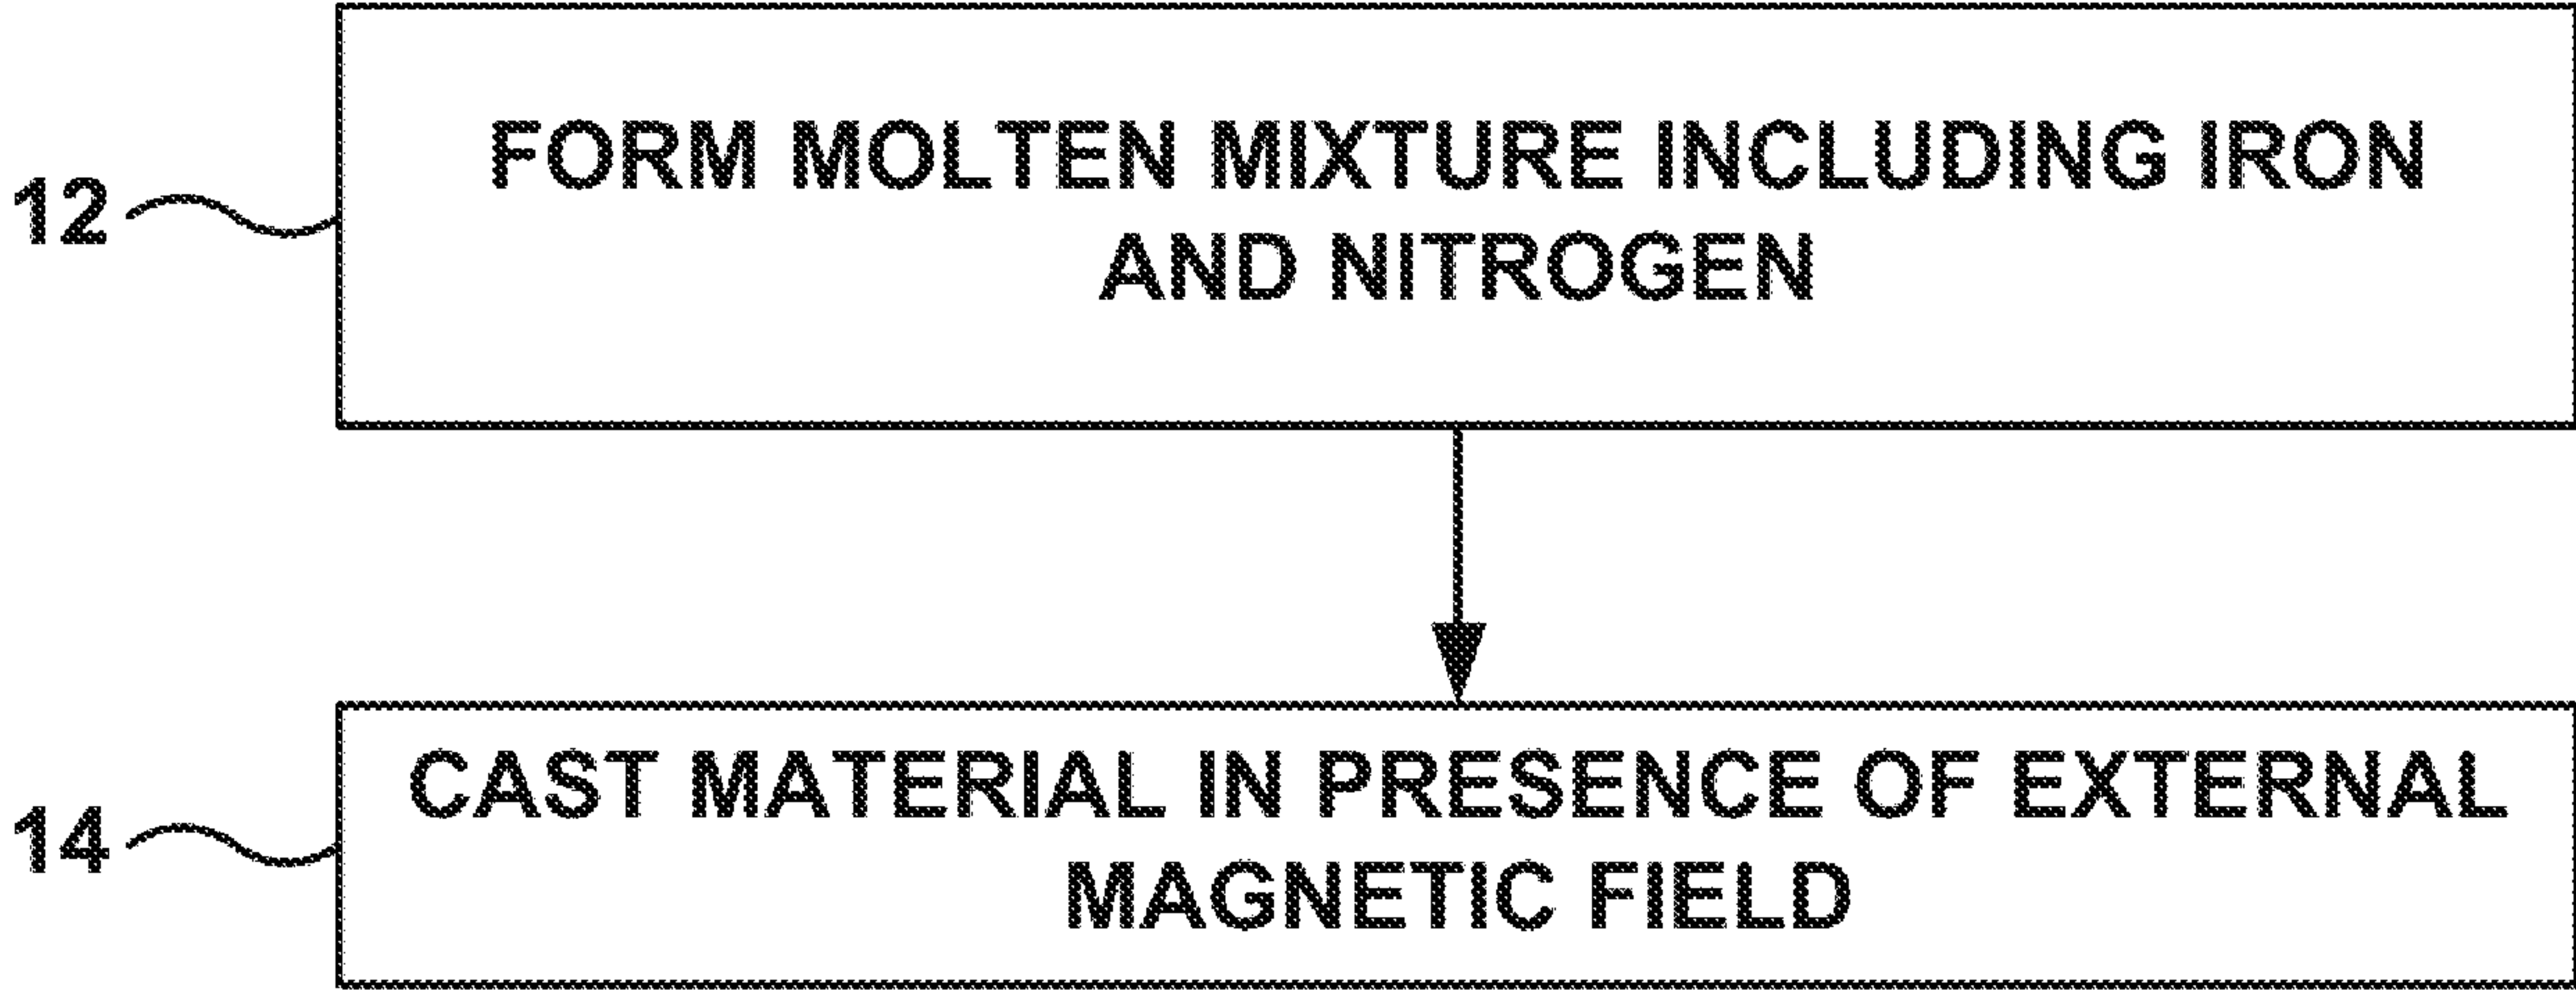 12
FORM MOLTEN MIXTURE INCLUDING IRON
AND NITROGEN
14
CAST MATERIAL IN PRESENCE OF EXTERNAL
MAGNETIC FIELD